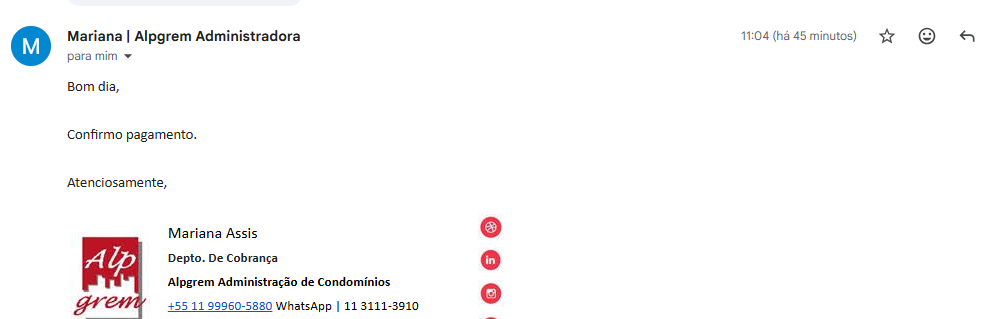 M
Mariana | Alpgrem Administradora
11:04 (há 45 minutos)
para mim
Bom dia,
Confirmo pagamento.
Atenciosamente,
Alp
grem
Mariana Assis
Depto. De Cobrança
Alpgrem Administração de Condomínios
+55 11 99960-5880 WhatsApp | 11 3111-3910
in